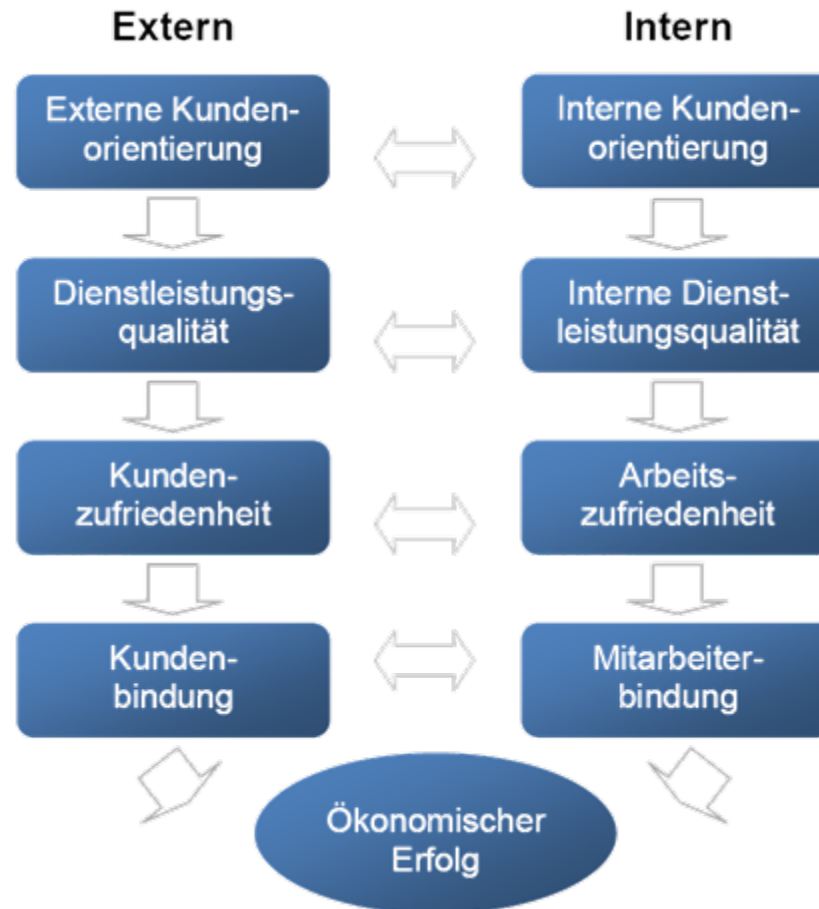 Extern
Intern
Externe Kunden-
orientierung
Interne Kunden-
orientierung
Dienstleistungs-
qualität
Interne Dienst-
leistungsqualität
Kunden-
zufriedenheit
Arbeits-
zufriedenheit
Kunden-
bindung
Mitarbeiter-
bindung
Ökonomischer
Erfolg